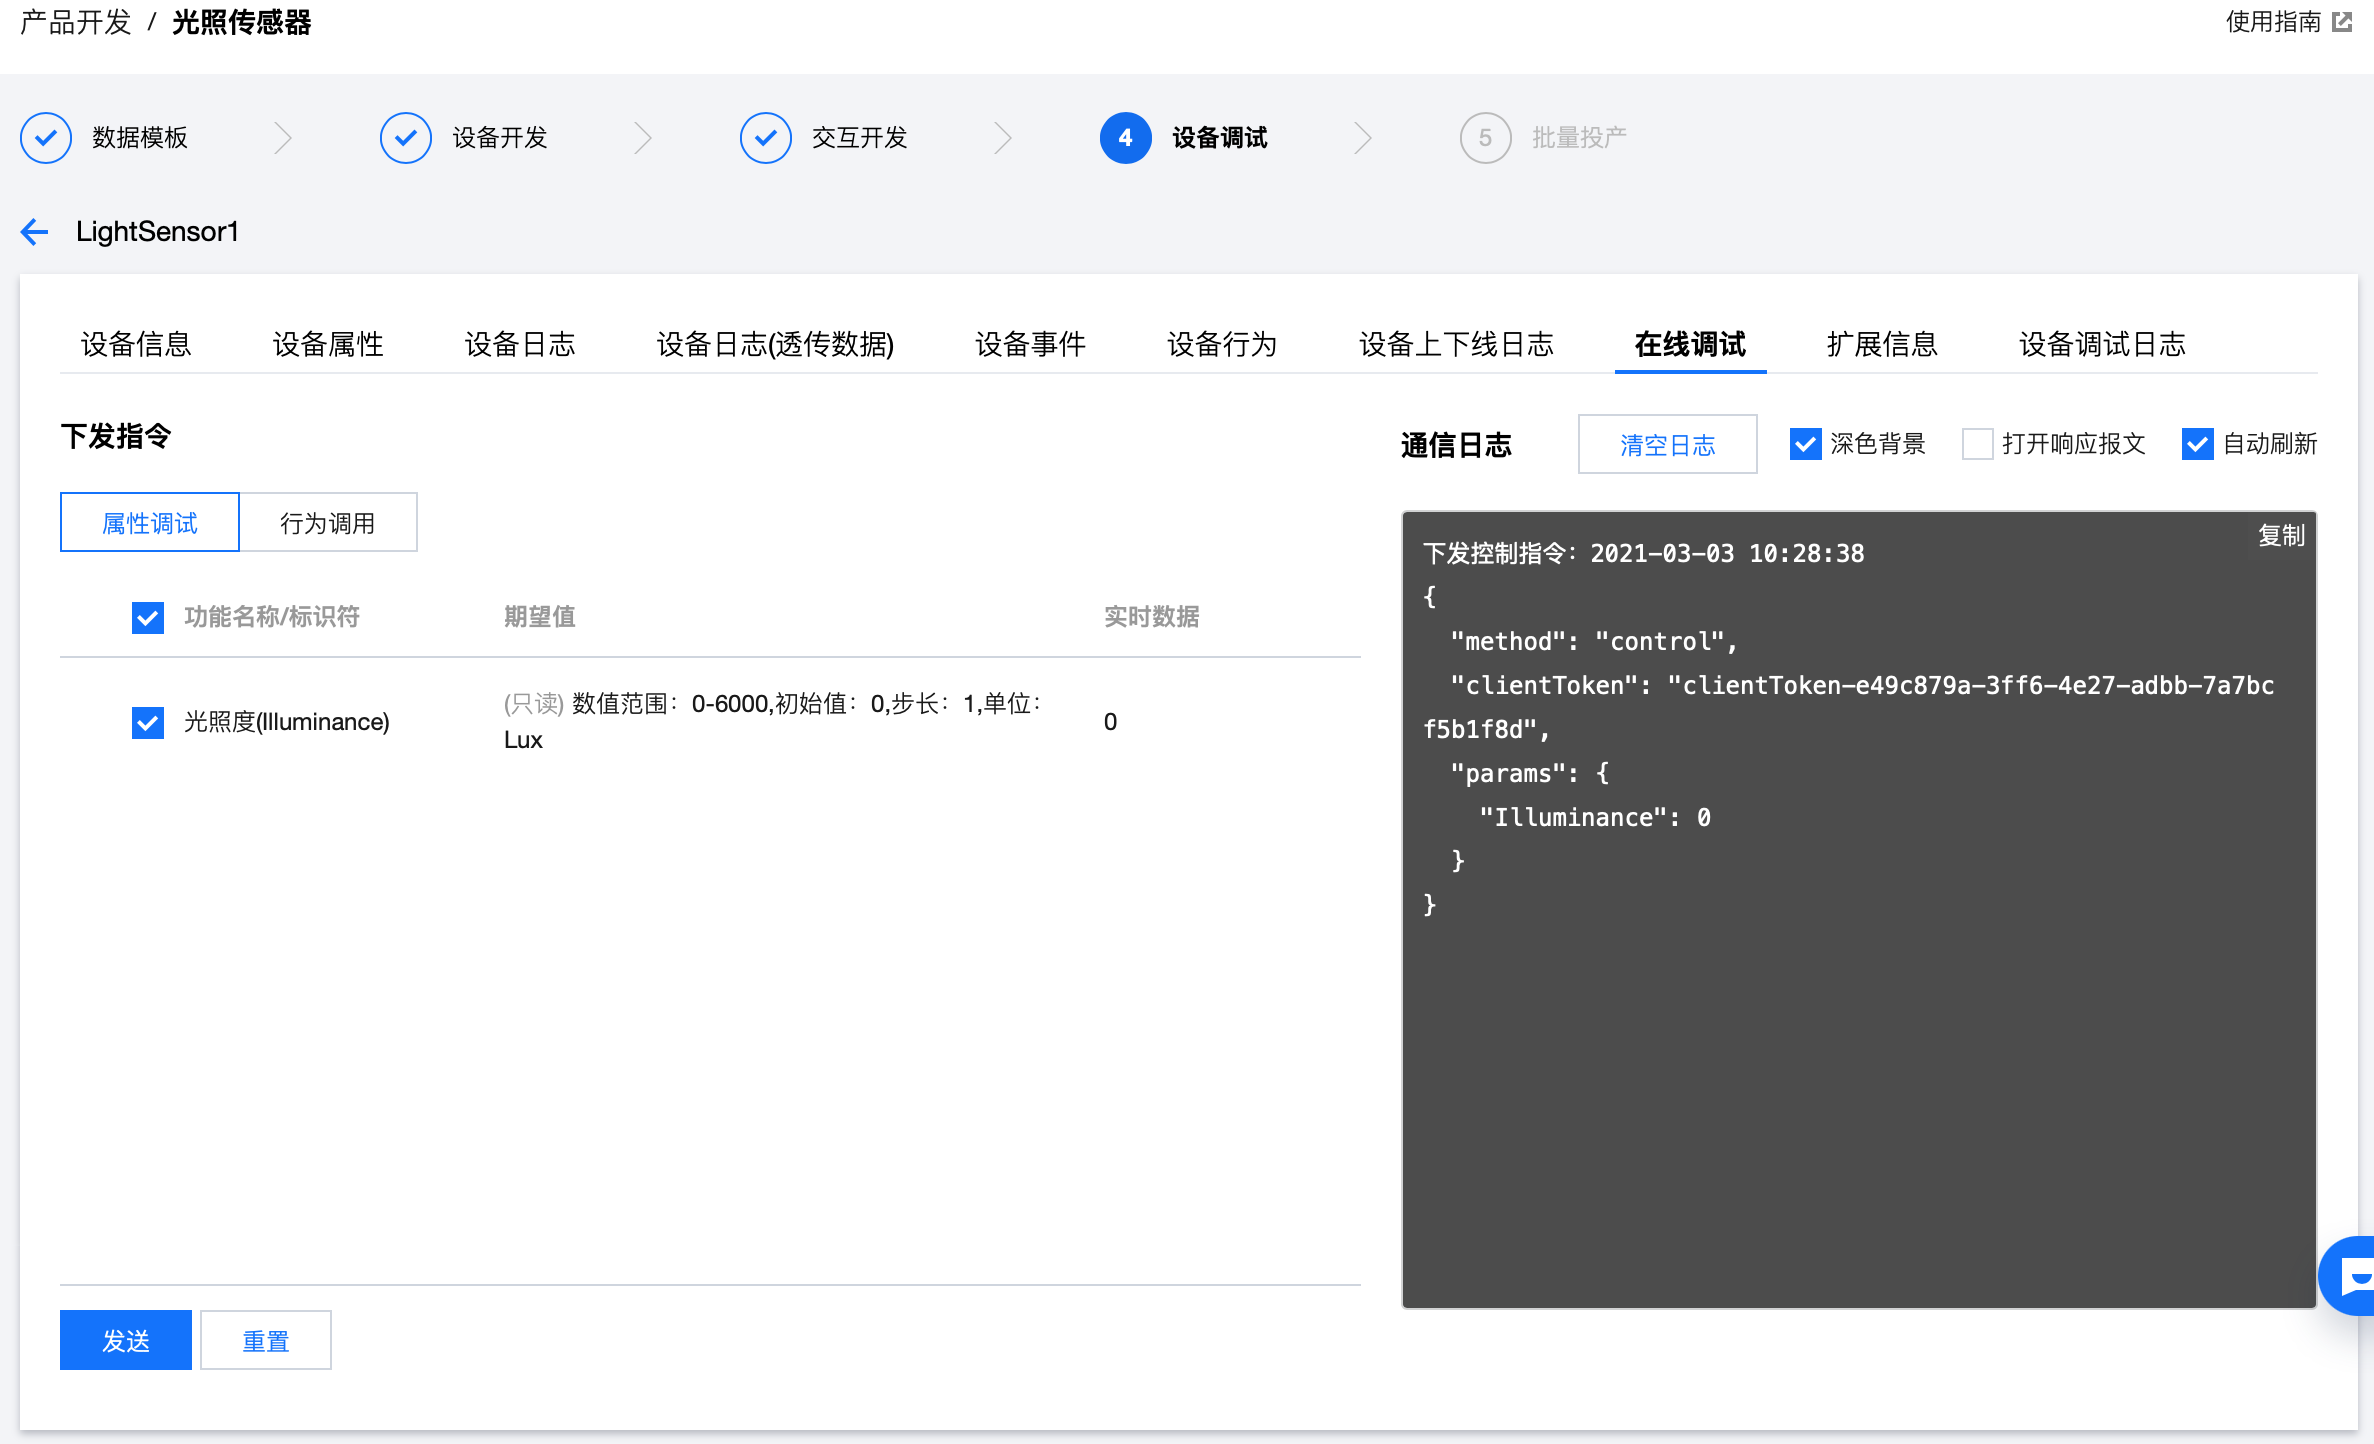 产品开发 / 光照传感器
使用指南
数据模板
设备开发
交互开发
4 设备调试
5 批量投产
LightSensor1
设备信息 设备属性 设备日志 设备日志(透传数据) 设备事件 设备行为 设备上下线日志 在线调试 扩展信息 设备调试日志
下发指令
属性调试 行为调用
功能名称/标识符 期望值 实时数据
光照度(Illuminance)
(只读) 数值范围：0-6000,初始值：0,步长：1,单位：
Lux
0
发送 重置
通信日志 清空日志 深色背景 打开响应报文 自动刷新
复制
下发控制指令：2021-03-03 10:28:38
{
"method": "control",
"clientToken": "clientToken-e49c879a-3ff6-4e27-adbb-7a7bc
f5b1f8d",
"params": {
"Illuminance": 0
}
}